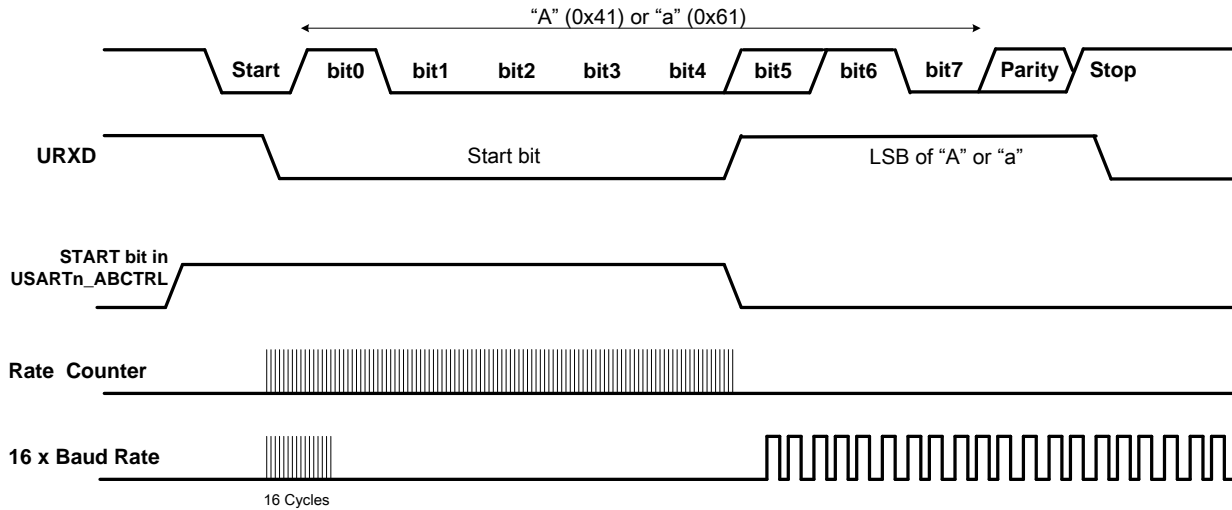 “A” (0x41) or “a” (0x61)
Start bit0 bit1 bit2 bit3 bit4 bit5 bit6 bit7 Parity Stop
URXD Start bit LSB of “A” or “a”
START bit in
USARTn_ABCTRL
Rate Counter
16 x Baud Rate
16 Cycles